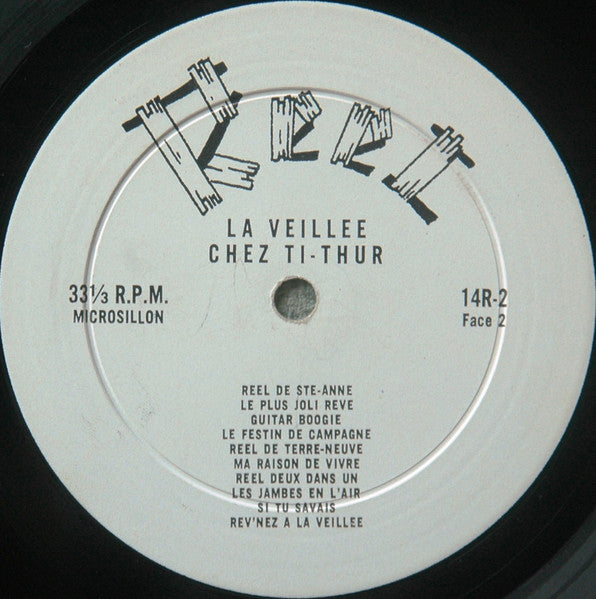 REEL
LA VEILLEE
CHEZ TI-THUR
33⅓ R.P.M.
MICROSILLON
14R-2
Face 2
REEL DE STE-ANNE
LE PLUS JOLI REVE
GUITAR BOOGIE
LE FESTIN DE CAMPAGNE
REEL DE TERRE-NEUVE
MA RAISON DE VIVRE
REEL DEUX DANS UN
LES JAMBES EN L'AIR
SI TU SAVAIS
REV'NEZ A LA VEILLEE